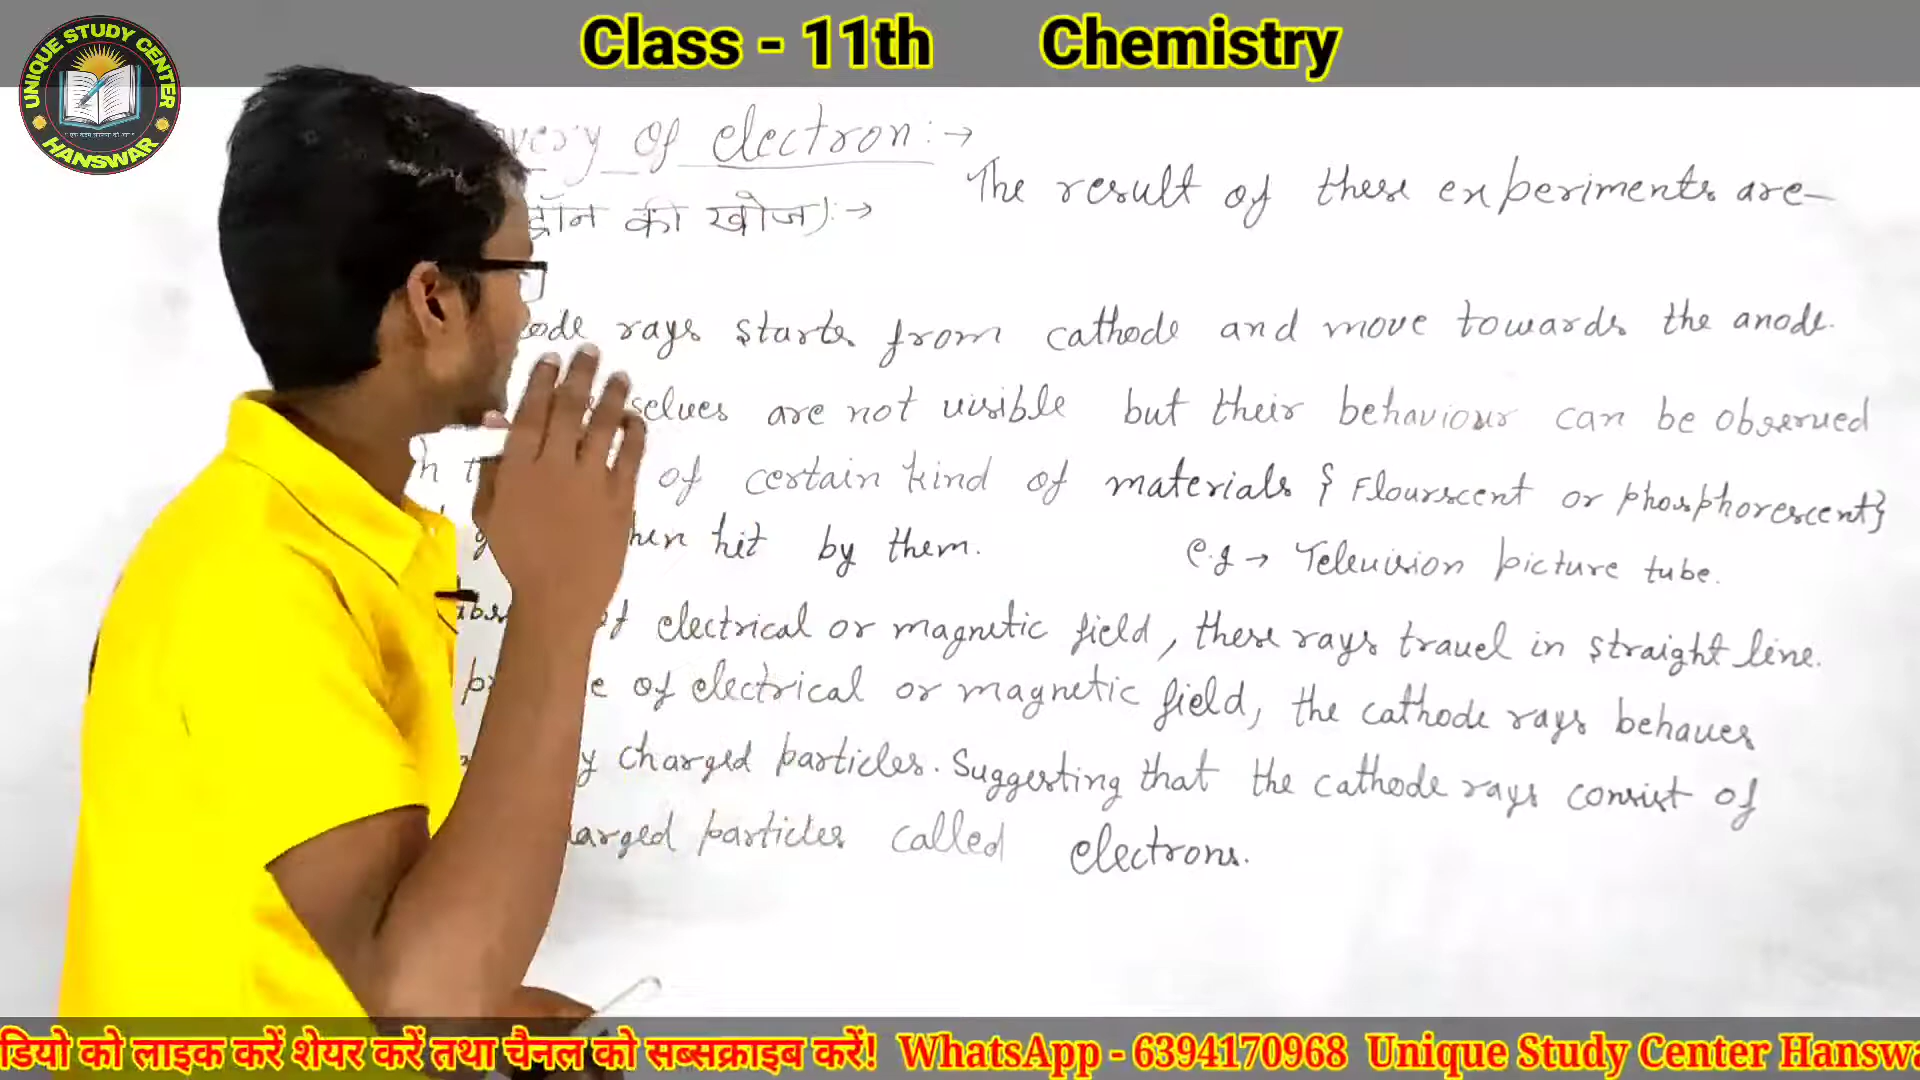 Class - 11th Chemistry
UNIQUE STUDY CENTER
HANSWAR
of electron:→
की खोज):→
The result of these experiments are-
rays starts from cathode and move towards the anode.
are not visible but their behaviour can be observed
of certain kind of materials { Flourscent or phosphorescent}
hit by them. e.g → Television picture tube.
electrical or magnetic field, these rays travel in straight line.
of electrical or magnetic field, the cathode rays behaves
charged particles. Suggesting that the cathode rays consist of
particles called electrons.
डियो को लाइक करें शेयर करें तथा चैनल को सब्सक्राइब करें! WhatsApp - 6394170968 Unique Study Center Hanswa